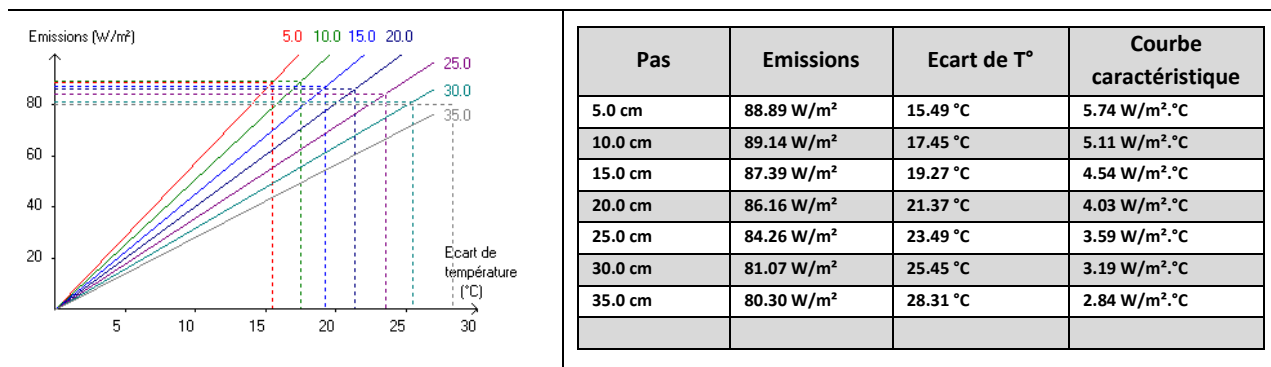 Emissions (W/m²)
5.0 10.0 15.0 20.0
25.0
30.0
35.0
80
60
40
20
Ecart de
température
(°C)
5 10 15 20 25 30
Pas Emissions Ecart de T° Courbe
caractéristique
5.0 cm 88.89 W/m² 15.49 °C 5.74 W/m².°C
10.0 cm 89.14 W/m² 17.45 °C 5.11 W/m².°C
15.0 cm 87.39 W/m² 19.27 °C 4.54 W/m².°C
20.0 cm 86.16 W/m² 21.37 °C 4.03 W/m².°C
25.0 cm 84.26 W/m² 23.49 °C 3.59 W/m².°C
30.0 cm 81.07 W/m² 25.45 °C 3.19 W/m².°C
35.0 cm 80.30 W/m² 28.31 °C 2.84 W/m².°C